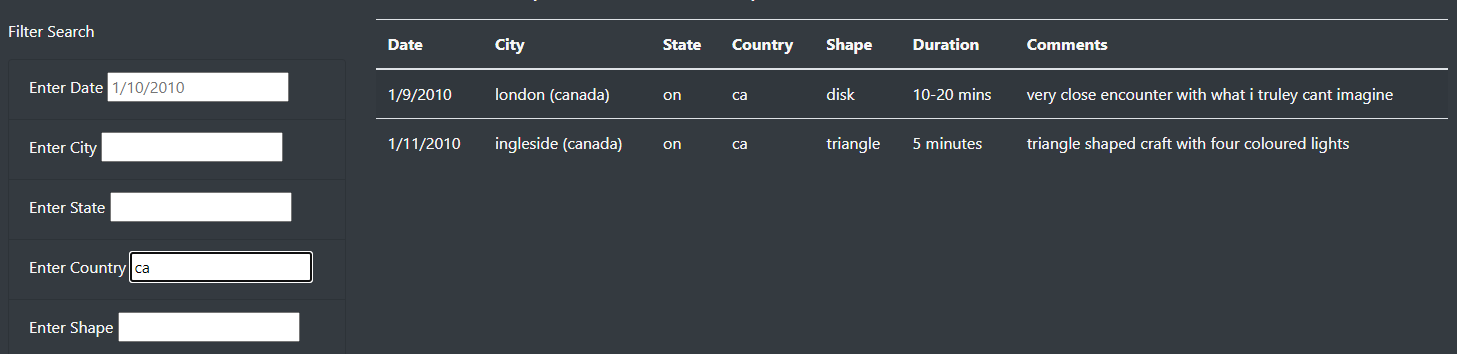 Filter Search
Enter Date 1/10/2010
Enter City
Enter State
Enter Country ca
Enter Shape
Date City State Country Shape Duration Comments
1/9/2010 london (canada) on ca disk 10-20 mins very close encounter with what i truley cant imagine
1/11/2010 ingleside (canada) on ca triangle 5 minutes triangle shaped craft with four coloured lights